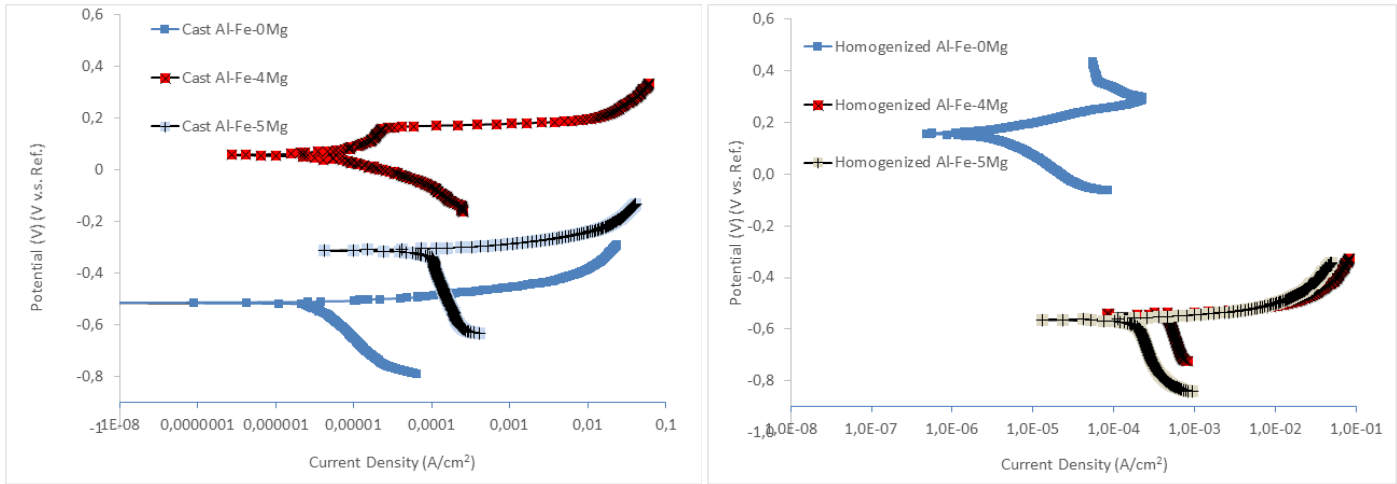 0,6
Cast Al-Fe-0Mg
0,4
Cast Al-Fe-4Mg
0,2
Cast Al-Fe-5Mg
0
-0,2
-0,4
-0,6
-0,8
-1
Potential (V) (V v.s. Ref.)
1E-08 0,0000001 0,000001 0,00001 0,0001 0,001 0,01 0,1
Current Density (A/cm²)
0,6
Homogenized Al-Fe-0Mg
0,4
Homogenized Al-Fe-4Mg
0,2
Homogenized Al-Fe-5Mg
0,0
-0,2
-0,4
-0,6
-0,8
-1,0
Potential (V) (V vs. Ref.)
1,0E-08 1,0E-07 1,0E-06 1,0E-05 1,0E-04 1,0E-03 1,0E-02 1,0E-01
Current Density (A/cm²)